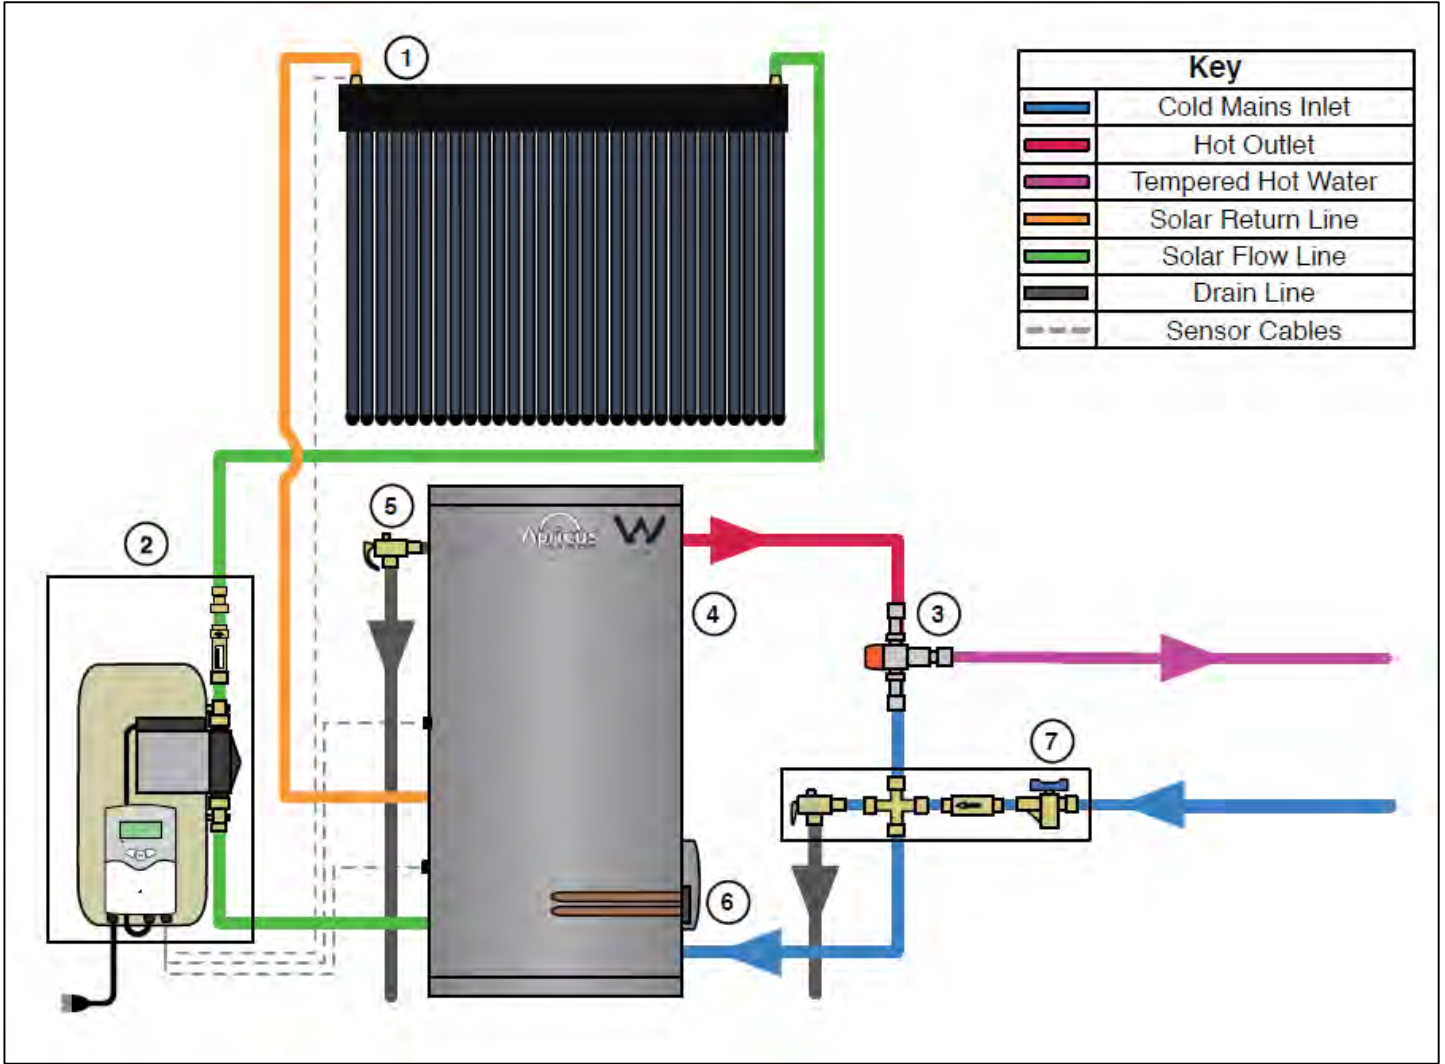 1
Key
Cold Mains Inlet
Hot Outlet
Tempered Hot Water
Solar Return Line
Solar Flow Line
Drain Line
Sensor Cables
5
Apricus
2
4
3
7
6